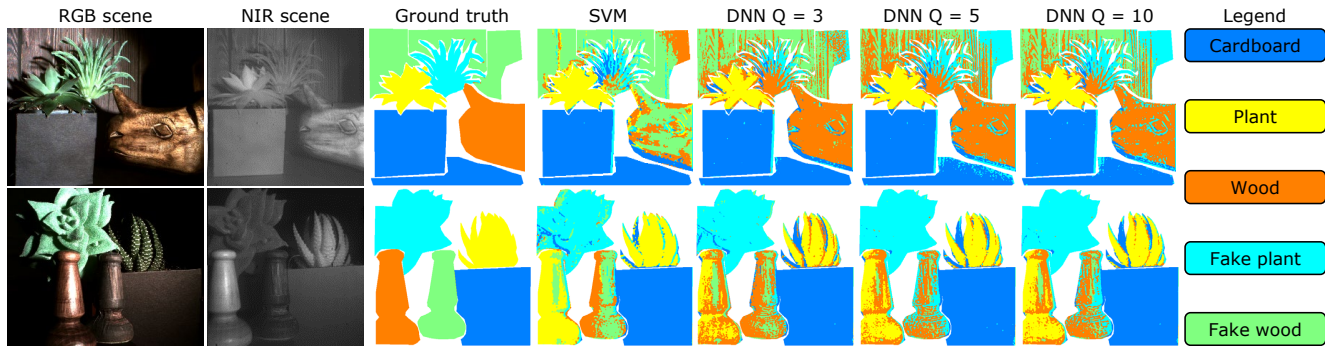 RGB scene NIR scene Ground truth SVM DNN Q = 3 DNN Q = 5 DNN Q = 10 Legend
Cardboard
Plant
Wood
Fake plant
Fake wood